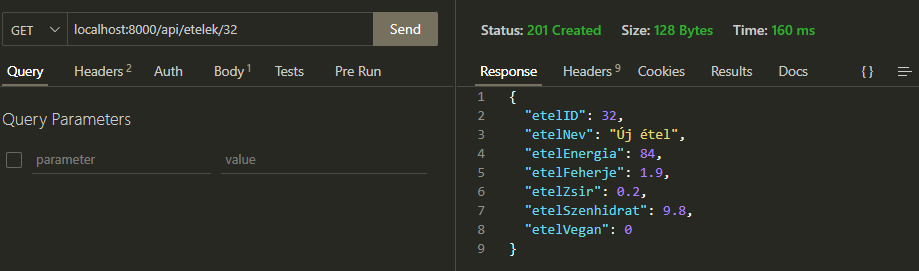 GET localhost:8000/api/etelek/32 Send
Query Headers 2 Auth Body 1 Tests Pre Run
Query Parameters
parameter value
Status: 201 Created Size: 128 Bytes Time: 160 ms
Response Headers 9 Cookies Results Docs {}
1 {
2 "etelID": 32,
3 "etelNev": "Új étel",
4 "etelEnergia": 84,
5 "etelFeherje": 1.9,
6 "etelZsir": 0.2,
7 "etelSzenhidrat": 9.8,
8 "etelVegan": 0
9 }